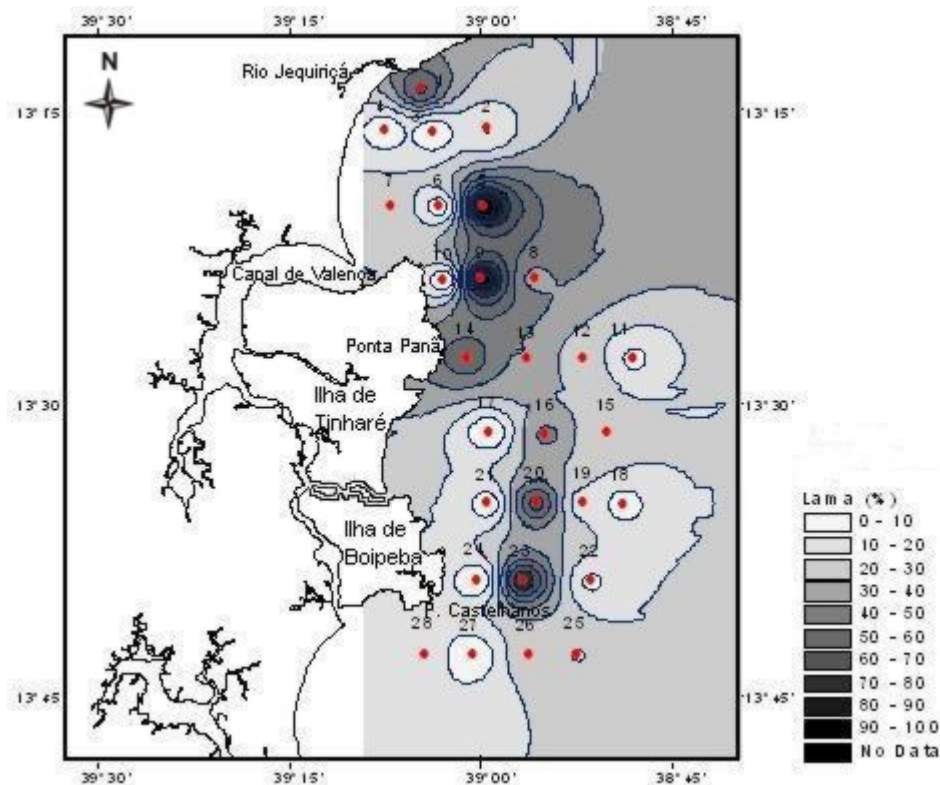 39° 30' 39° 15' 39° 00' 38° 45'
N
Rio Jequiriçá
13° 15' 13° 15'
4 2
7 6
10 9 8
Canal de Valença
14 13 12 11
Ponta Panã
Ilha de
Tinharé
13° 30' 13° 30'
17 16 15
21 20 19 18
Ilha de
Boipeba
24 23 22
. Castelhanos
28 27 26 25
13° 45' 13° 45'
39° 30' 39° 15' 39° 00' 38° 45'
Lama (%)
0 - 10
10 - 20
20 - 30
30 - 40
40 - 50
50 - 60
60 - 70
70 - 80
80 - 90
90 - 100
No Data